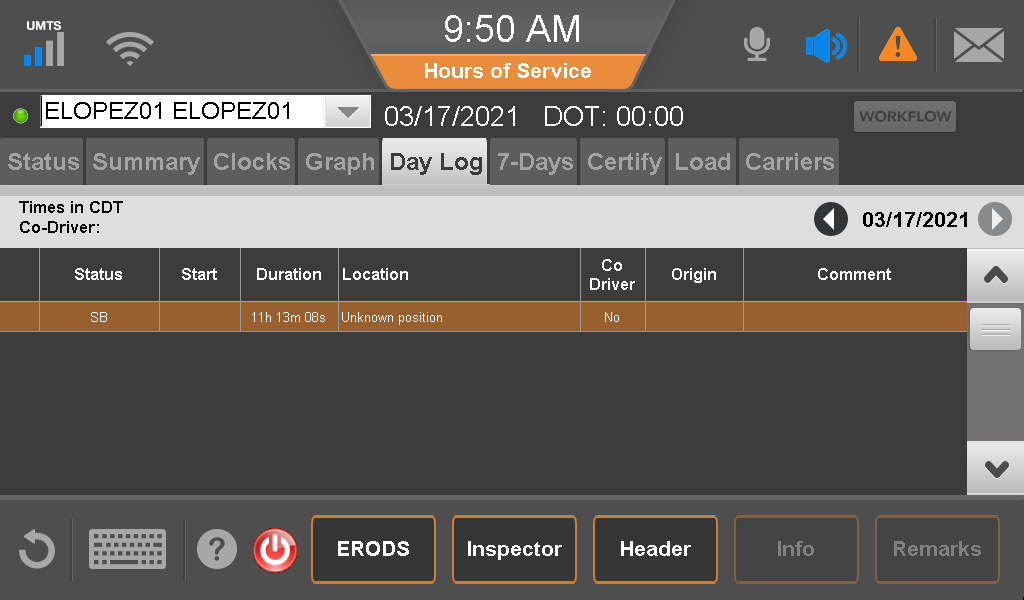 UMTS
9:50 AM
Hours of Service
ELOPEZ01 ELOPEZ01 03/17/2021 DOT: 00:00 WORKFLOW
Status Summary Clocks Graph Day Log 7-Days Certify Load Carriers
Times in CDT
Co-Driver:
03/17/2021
Status Start Duration Location Co Driver Origin Comment
SB 11h 13m 08s Unknown position No
? ERODS Inspector Header Info Remarks